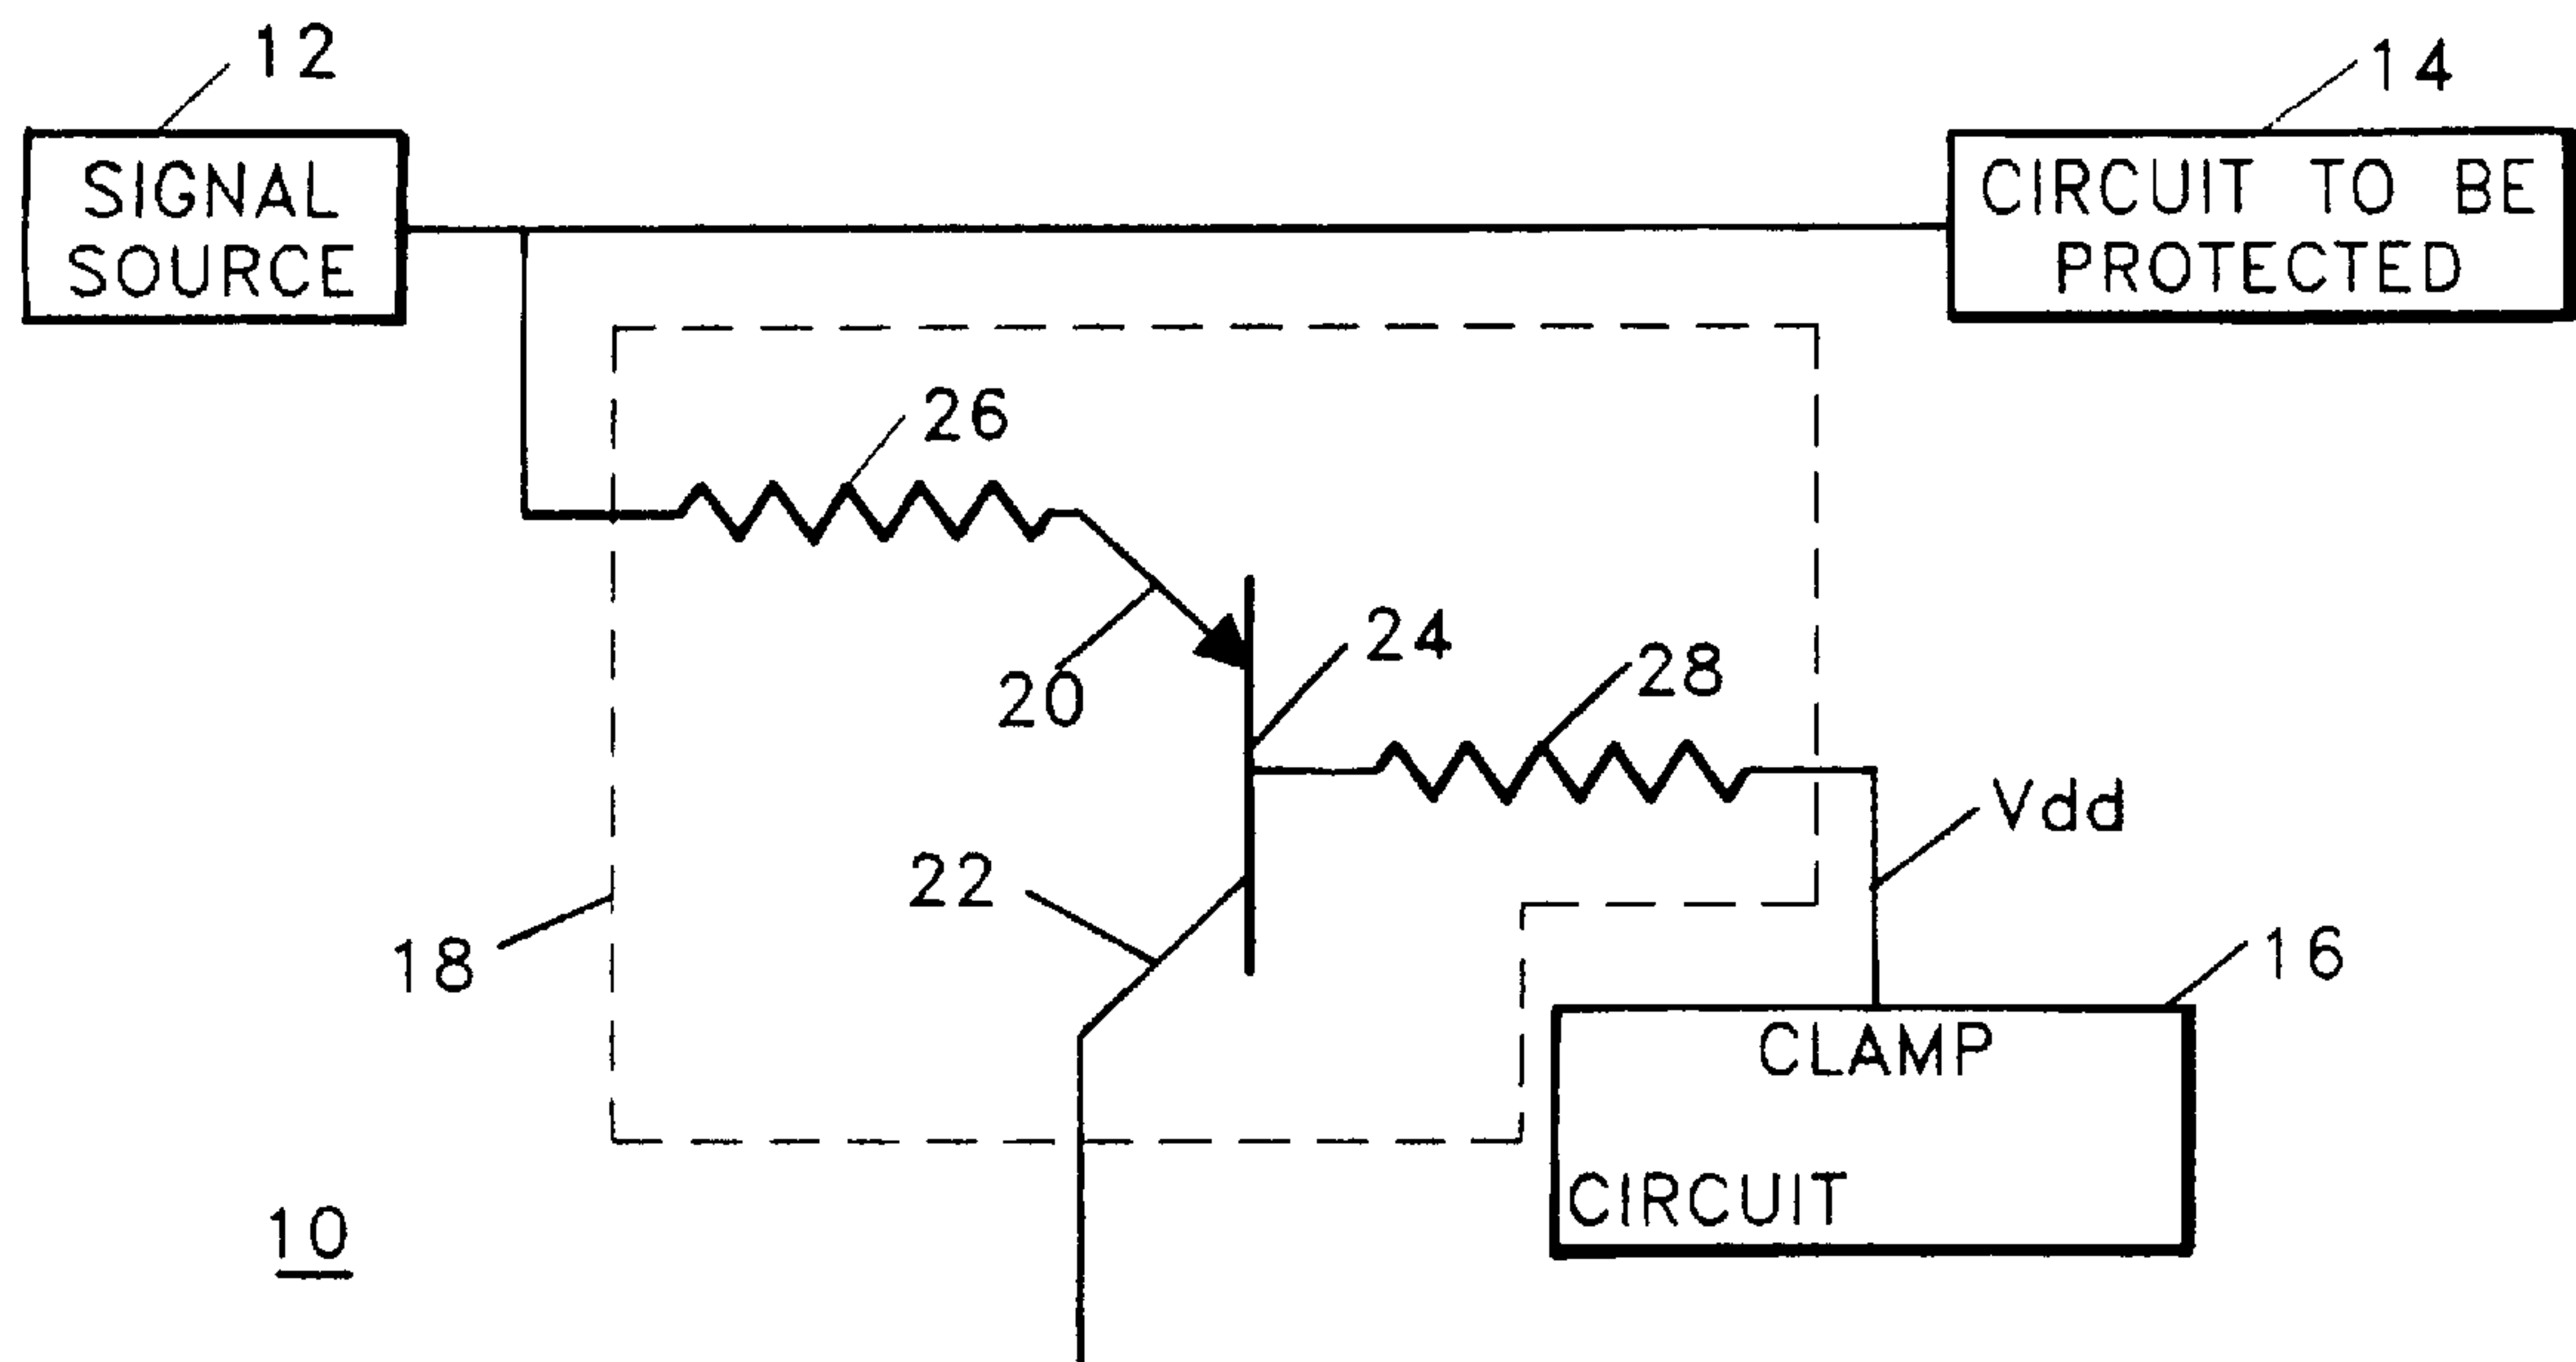 12
14
SIGNAL
SOURCE
CIRCUIT TO BE
PROTECTED
26
20
24
28
22
Vdd
18
16
CLAMP
CIRCUIT
10